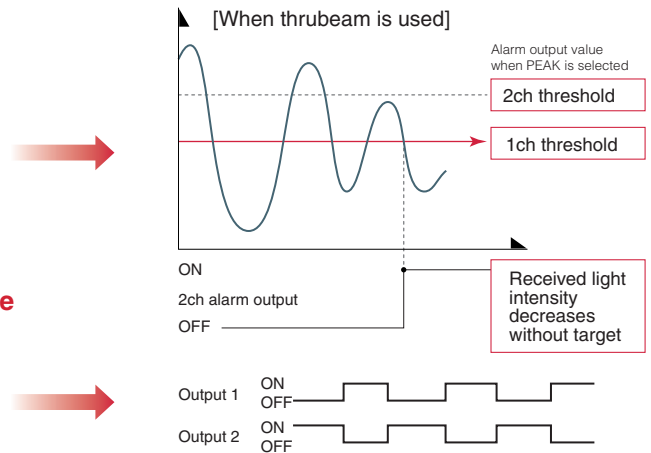 [When thrubeam is used]
Alarm output value
when PEAK is selected
2ch threshold
1ch threshold
ON
2ch alarm output
OFF
Received light
intensity
decreases
without target
e
Output 1
ON
OFF
Output 2
ON
OFF